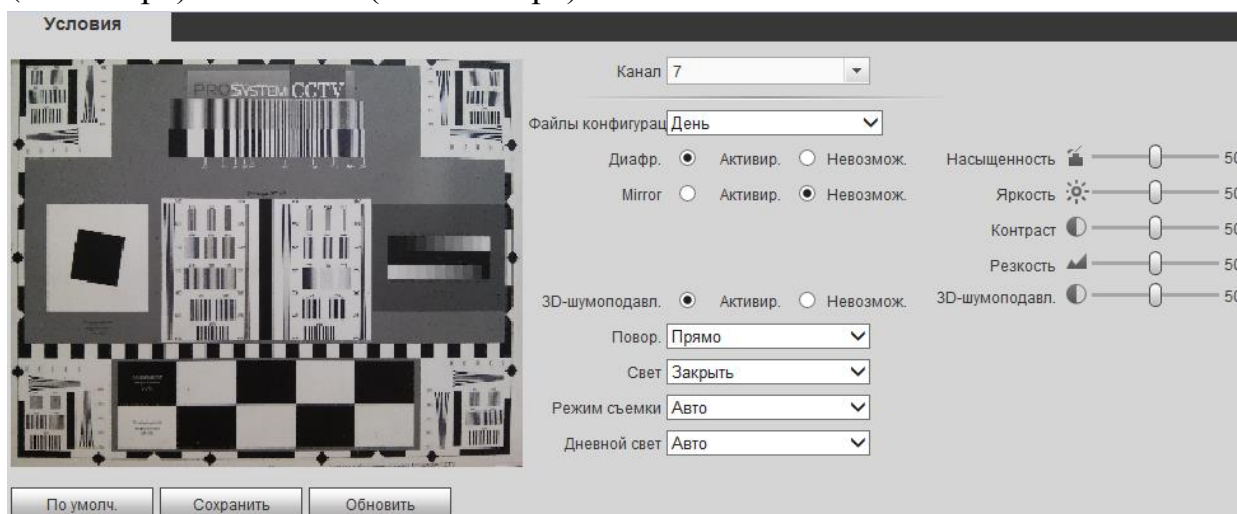 Условия
PROSYSTEM CCTV
Канал 7
Файлы конфигурац День
Диафр. Активир. Невозмож. Насыщенность 50
Mirror Активир. Невозмож. Яркость 50
Контраст 50
Резкость 50
3D-шумоподавл. Активир. Невозмож. 3D-шумоподавл. 50
Повор. Прямо
Свет Закрыть
Режим съемки Авто
Дневной свет Авто
По умолч. Сохранить Обновить